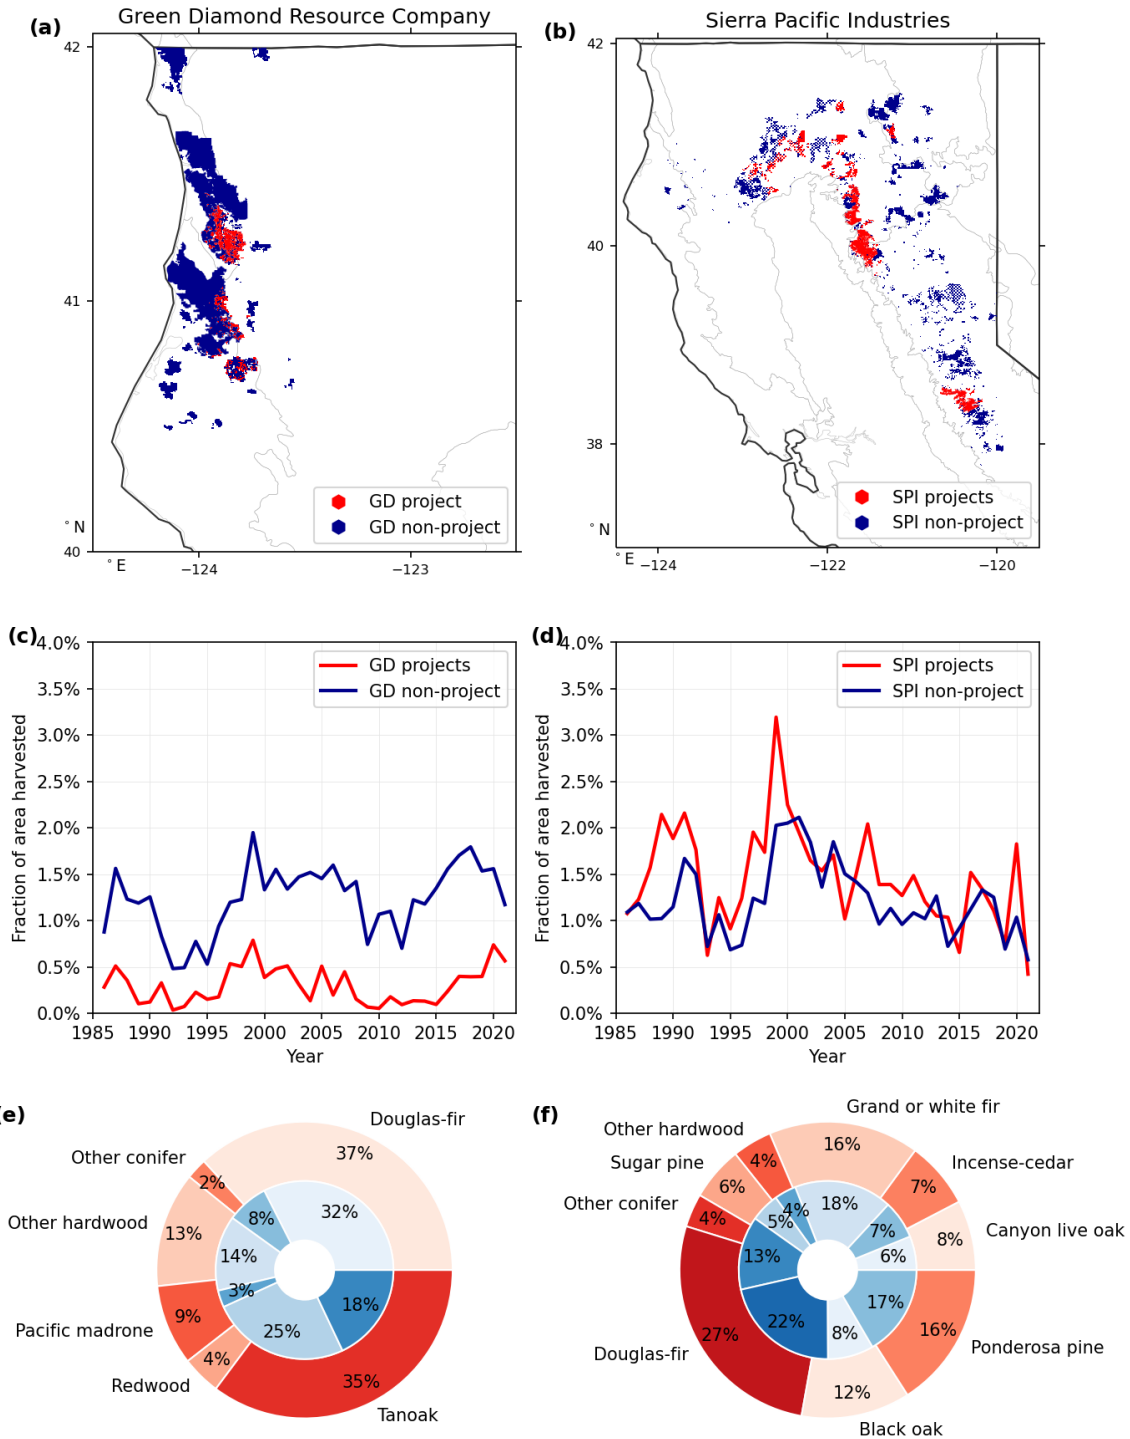 (a)
Green Diamond Resource Company
42
41
40
°N
°E
−124
−123
GD project
GD non-project
(b)
Sierra Pacific Industries
42
40
38
°N
°E
−124
−122
−120
SPI projects
SPI non-project
(c)
Fraction of area harvested
4.0%
3.5%
3.0%
2.5%
2.0%
1.5%
1.0%
0.5%
0.0%
1985
1990
1995
2000
2005
2010
2015
2020
Year
GD projects
GD non-project
(d)
Fraction of area harvested
4.0%
3.5%
3.0%
2.5%
2.0%
1.5%
1.0%
0.5%
0.0%
1985
1990
1995
2000
2005
2010
2015
2020
Year
SPI projects
SPI non-project
e)
Douglas-fir
37%
32%
Other conifer
2%
8%
Other hardwood
13%
14%
Pacific madrone
9%
3%
Redwood
4%
25%
Tanoak
35%
18%
(f)
Grand or white fir
16%
18%
Other hardwood
4%
4%
Sugar pine
6%
5%
Other conifer
4%
13%
Douglas-fir
27%
22%
Black oak
12%
8%
Ponderosa pine
16%
17%
Canyon live oak
8%
6%
Incense-cedar
7%
7%